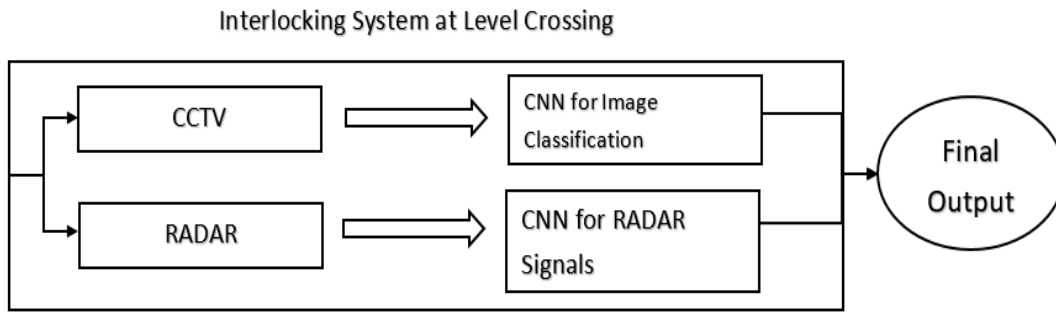 Interlocking System at Level Crossing
CCTV
CNN for Image
Classification
RADAR
CNN for RADAR
Signals
Final
Output